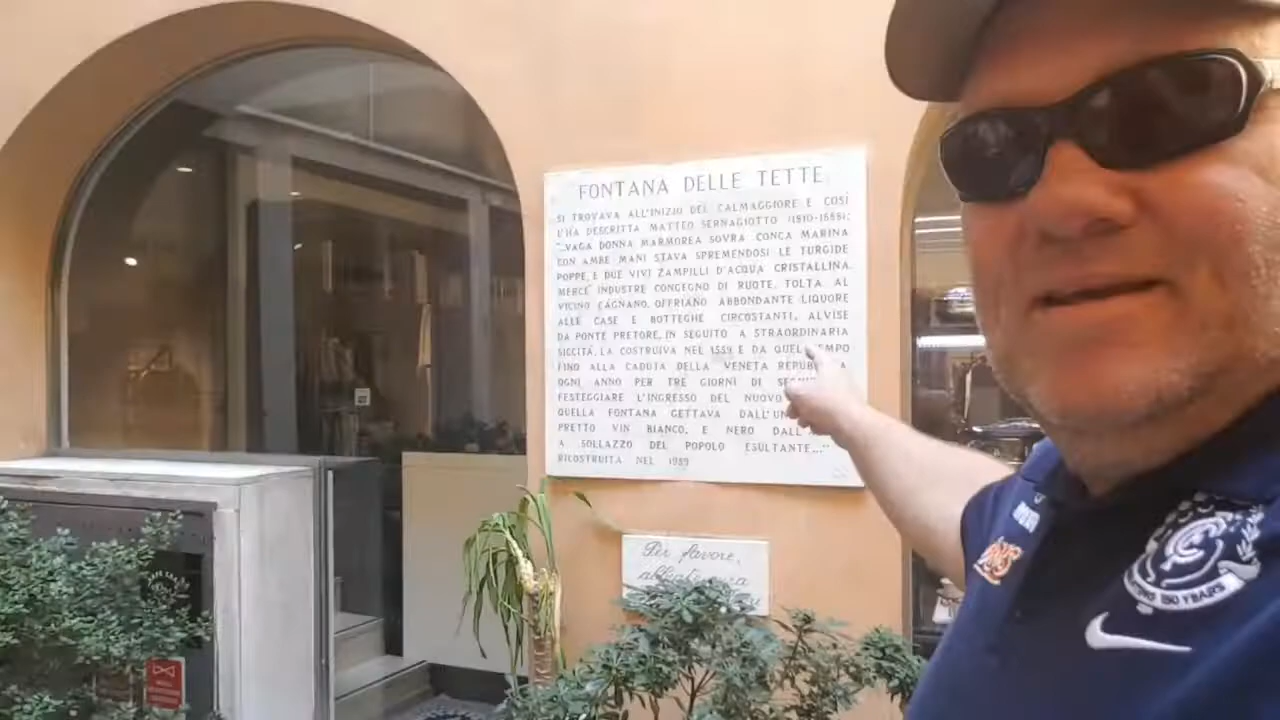 FONTANA DELLE TETTE
SI TROVAVA ALL'INIZIO DEL CALMAGGIORE E COSÌ
L'HA DESCRITTA MATTEO SERNAGIOTTO (1810-1888):
"...VAGA DONNA MARMOREA SOVRA CONCA MARINA
CON AMBE MANI STAVA SPREMENDOSI LE TURGIDE
POPPE, E DUE VIVI ZAMPILLI D'ACQUA CRISTALLINA,
MERCÈ INDUSTRE CONGEGNO DI RUOTE, TOLTA AL
VICINO CAGNANO, OFFRIANO ABBONDANTE LIQUORE
ALLE CASE E BOTTEGHE CIRCOSTANTI. ALVISE
DA PONTE PRETORE, IN SEGUITO A STRAORDINARIA
SICCITÀ, LA COSTRUIVA NEL 1559 E DA QUEL TEMPO
FINO ALLA CADUTA DELLA VENETA
OGNI ANNO PER TRE GIORNI DI
FESTEGGIARE L'INGRESSO DEL NUOVO
QUELLA FONTANA GETTAVA
PRETTO VIN BIANCO, E NERO
A SOLLAZZO DEL POPOLO ESULTANTE..."
RICOSTRUITA NEL 1989
Per favore,
150 YEARS